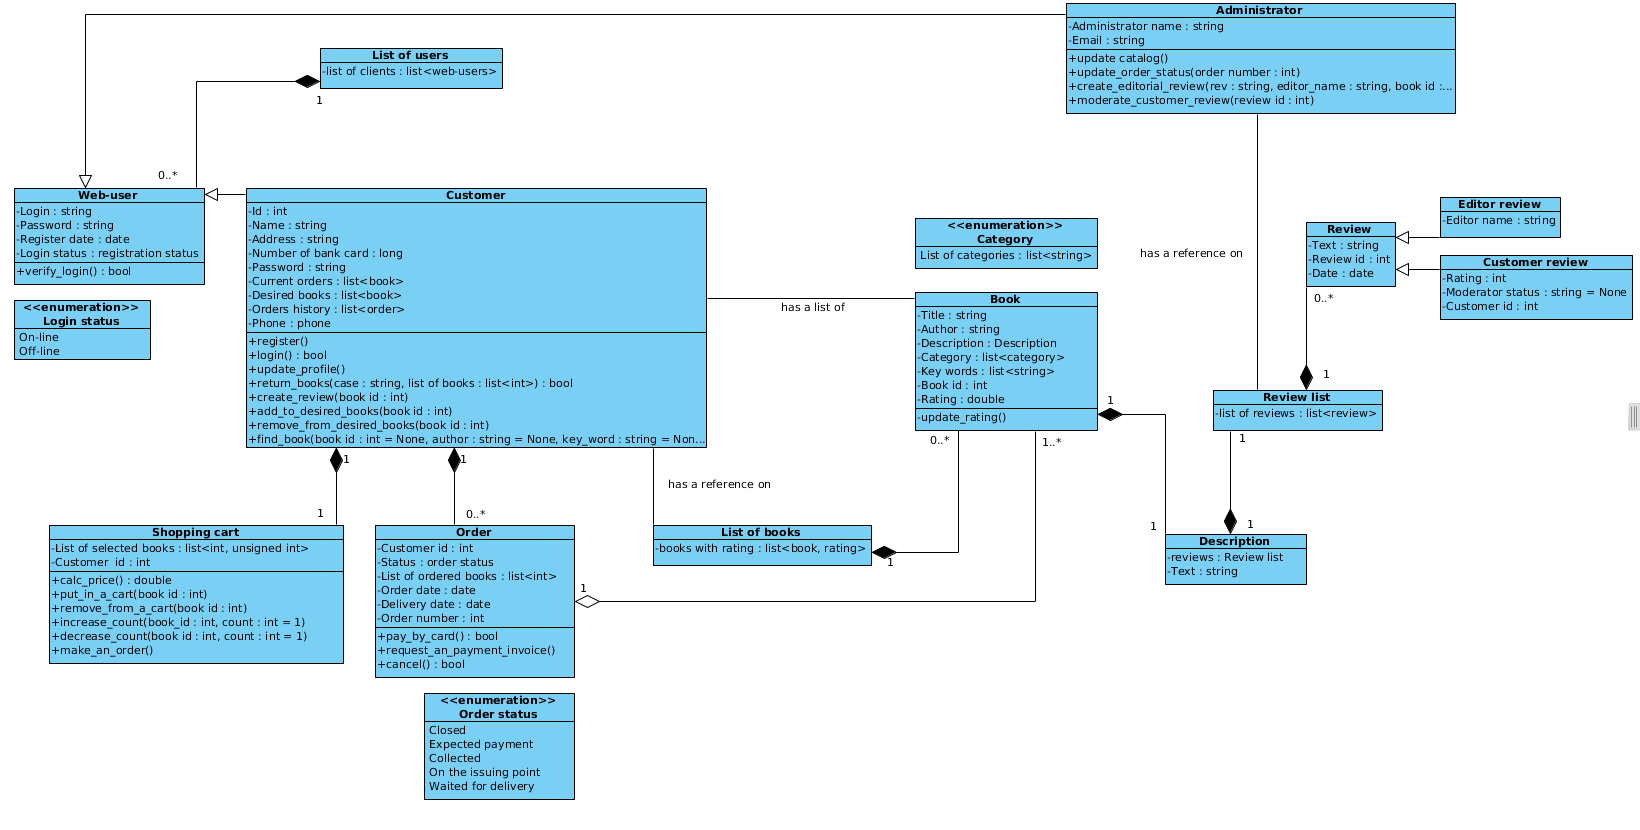 Administrator
-Administrator name : string
-Email : string
+update catalog()
+update_order_status(order number : int)
+create_editorial_review(rev : string, editor_name : string, book id :...
+moderate_customer_review(review id : int)
List of users
-list of clients : list<web-users>
1
0..*
Web-user
-Login : string
-Password : string
-Register date : date
-Login status : registration status
+verify_login() : bool
<<enumeration>>
Login status
On-line
Off-line
Customer
-Id : int
-Name : string
-Address : string
-Number of bank card : long
-Password : string
-Current orders : list<book>
-Desired books : list<book>
-Orders history : list<order>
-Phone : phone
+register()
+login() : bool
+update_profile()
+return_books(case : string, list of books : list<int>) : bool
+create_review(book id : int)
+add_to_desired_books(book id : int)
+remove_from_desired_books(book id : int)
+find_book(book id : int = None, author : string = None, key_word : string = Non...
<<enumeration>>
Category
List of categories : list<string>
has a list of
Book
-Title : string
-Author : string
-Description : Description
-Category : list<category>
-Key words : list<string>
-Book id : int
-Rating : double
+update_rating()
has a reference on
Review
-Text : string
-Review id : int
-Date : date
0..*
Editor review
-Editor name : string
Customer review
-Rating : int
-Moderator status : string = None
-Customer id : int
1
Review list
-list of reviews : list<review>
1
1
0..*
1..*
1
1
has a reference on
1
1
0..*
Shopping cart
-List of selected books : list<int, unsigned int>
-Customer  id : int
+calc_price() : double
+put_in_a_cart(book id : int)
+remove_from_a_cart(book id : int)
+increase_count(book_id : int, count : int = 1)
+decrease_count(book id : int, count : int = 1)
+make_an_order()
Order
-Customer id : int
-Status : order status
-List of ordered books : list<int>
-Order date : date
-Delivery date : date
-Order number : int
+pay_by_card() : bool
+request_an_payment_invoice()
+cancel() : bool
1
List of books
-books with rating : list<book, rating>
1
1
1
Description
-reviews : Review list
-Text : string
<<enumeration>>
Order status
Closed
Expected payment
Collected
On the issuing point
Waited for delivery